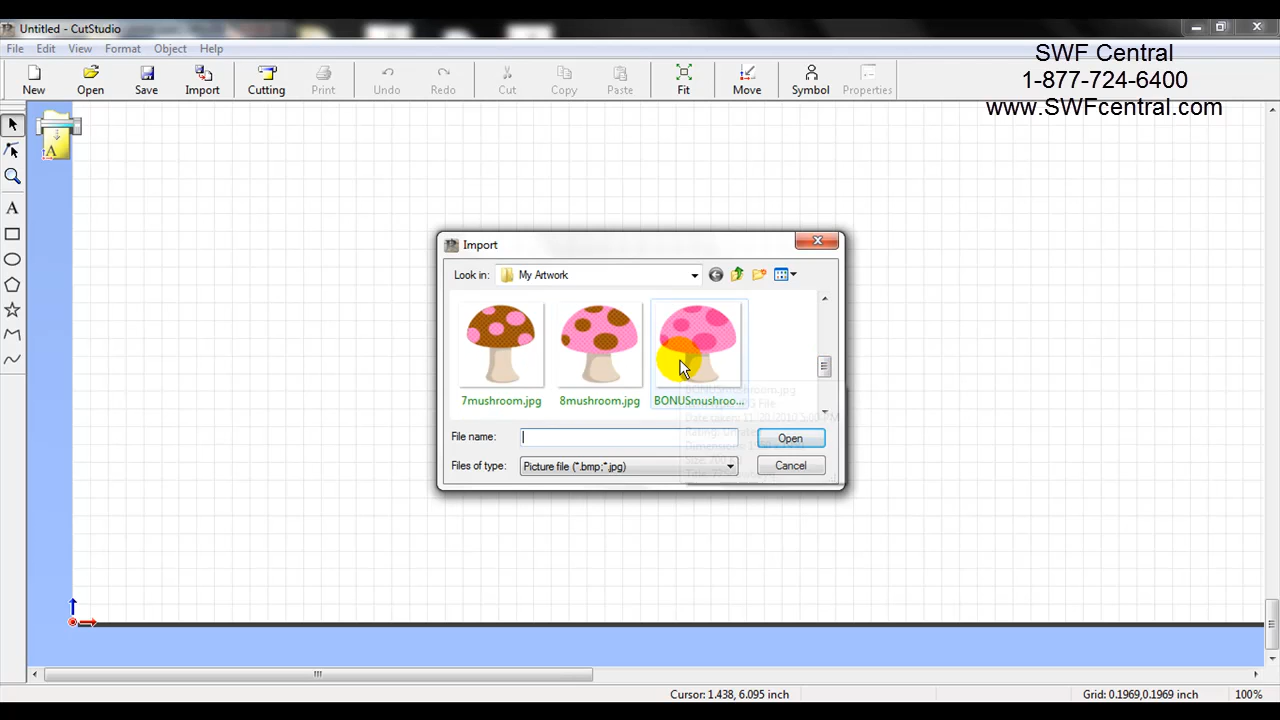 Untitled - CutStudio
File Edit View Format Object Help
SWF Central
1-877-724-6400
www.SWFcentral.com
New Open Save Import Cutting Print Undo Redo Cut Copy Paste Fit Move Symbol Properties
A
A
Import
Look in: My Artwork
7mushroom.jpg 8mushroom.jpg BONUSmushroo...
File name: Open
Files of type: Picture file (*.bmp;*.jpg) Cancel
Cursor: 1.438, 6.095 inch Grid: 0.1969,0.1969 inch 100%